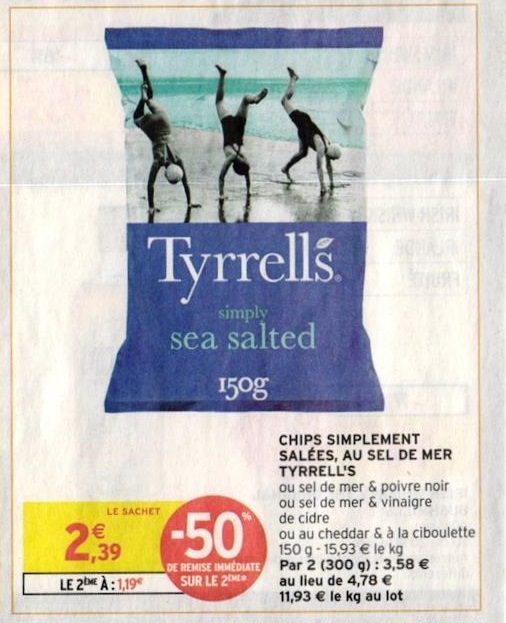 Tyrrell's
simply
sea salted
150g
CHIPS SIMPLEMENT
SALÉES, AU SEL DE MER
TYRRELL'S
ou sel de mer & poivre noir
ou sel de mer & vinaigre
de cidre
ou au cheddar & à la ciboulette
150 g - 15,93 € le kg
Par 2 (300 g) : 3,58 €
au lieu de 4,78 €
11,93 € le kg au lot
LE SACHET
2€,39
LE 2ÈME À : 1,19€
-50%
DE REMISE IMMÉDIATE
SUR LE 2ÈME